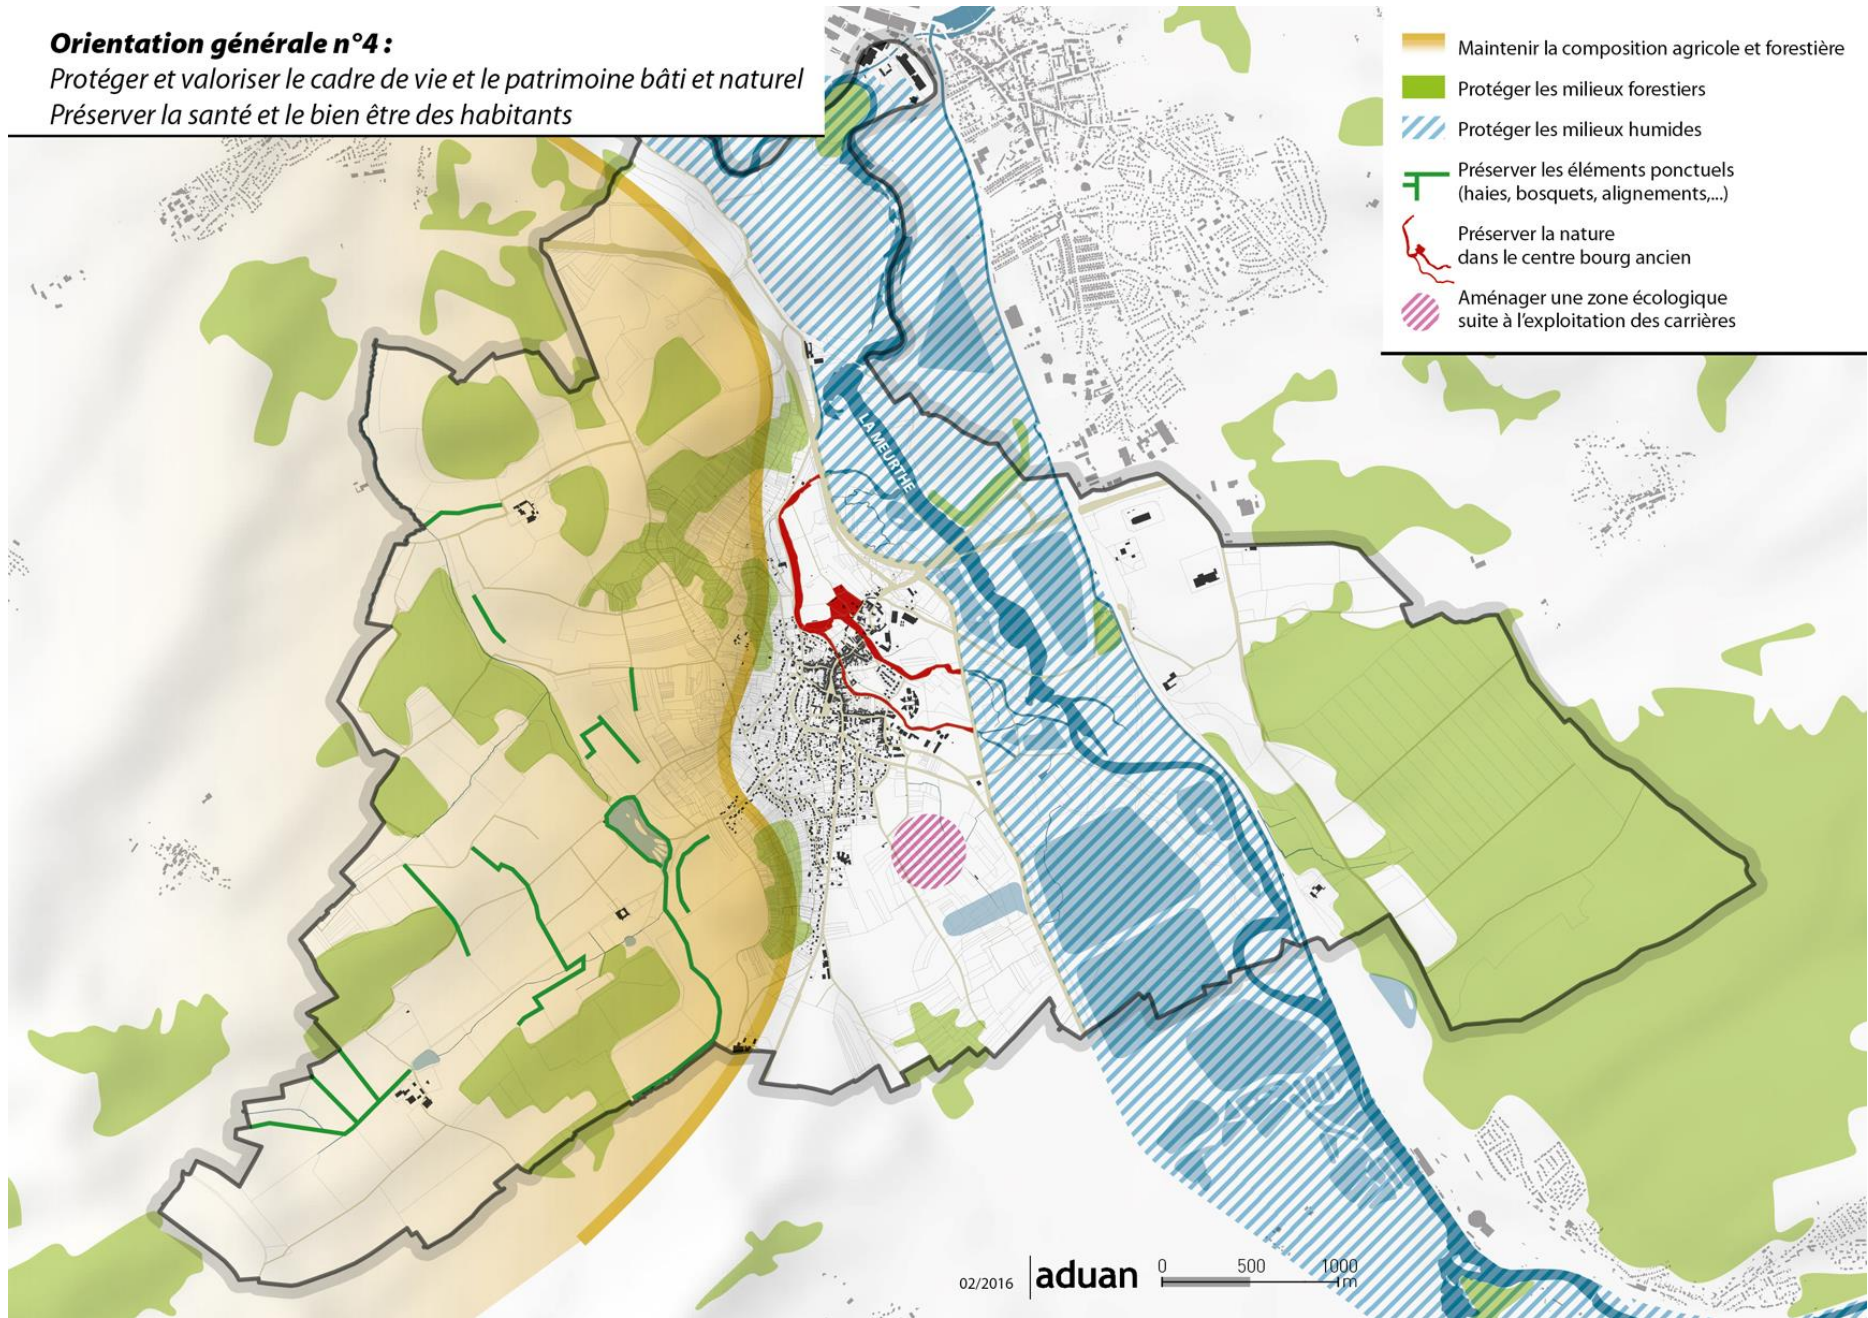 Orientation générale n°4 :
Protéger et valoriser le cadre de vie et le patrimoine bâti et naturel
Préserver la santé et le bien être des habitants
Maintenir la composition agricole et forestière
Protéger les milieux forestiers
Protéger les milieux humides
Préserver les éléments ponctuels
(haies, bosquets, alignements,...)
Préserver la nature
dans le centre bourg ancien
Aménager une zone écologique
suite à l'exploitation des carrières
LA MEURTHE
02/2016 aduan 0 500 1000
m